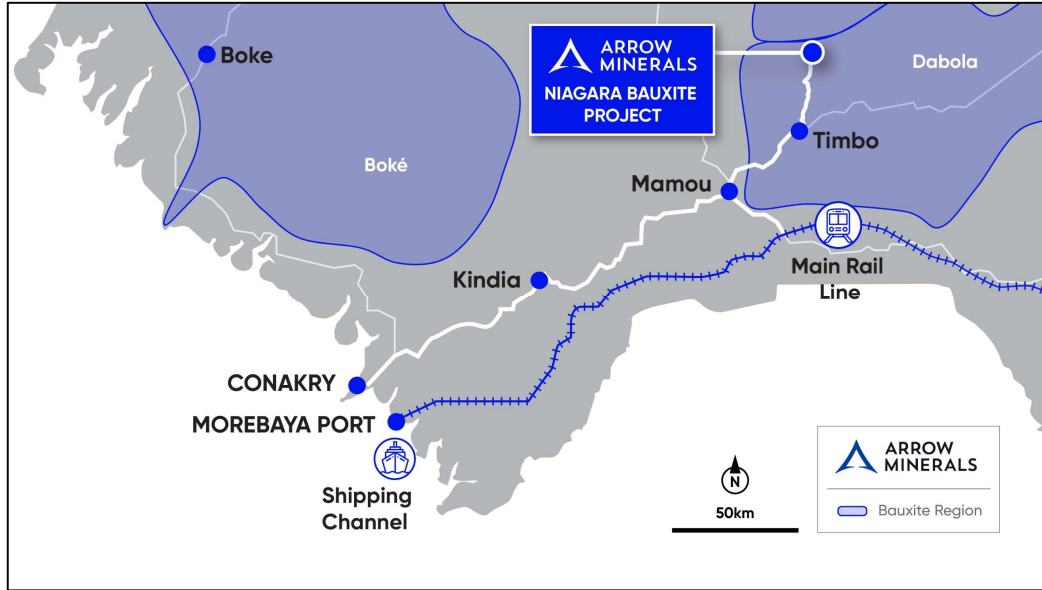 Boke
ARROW
MINERALS
NIAGARA BAUXITE
PROJECT
Dabola
Boké
Timbo
Mamou
Kindia
Main Rail
Line
CONAKRY
MOREBAYA PORT
Shipping
Channel
N
50km
ARROW
MINERALS
Bauxite Region